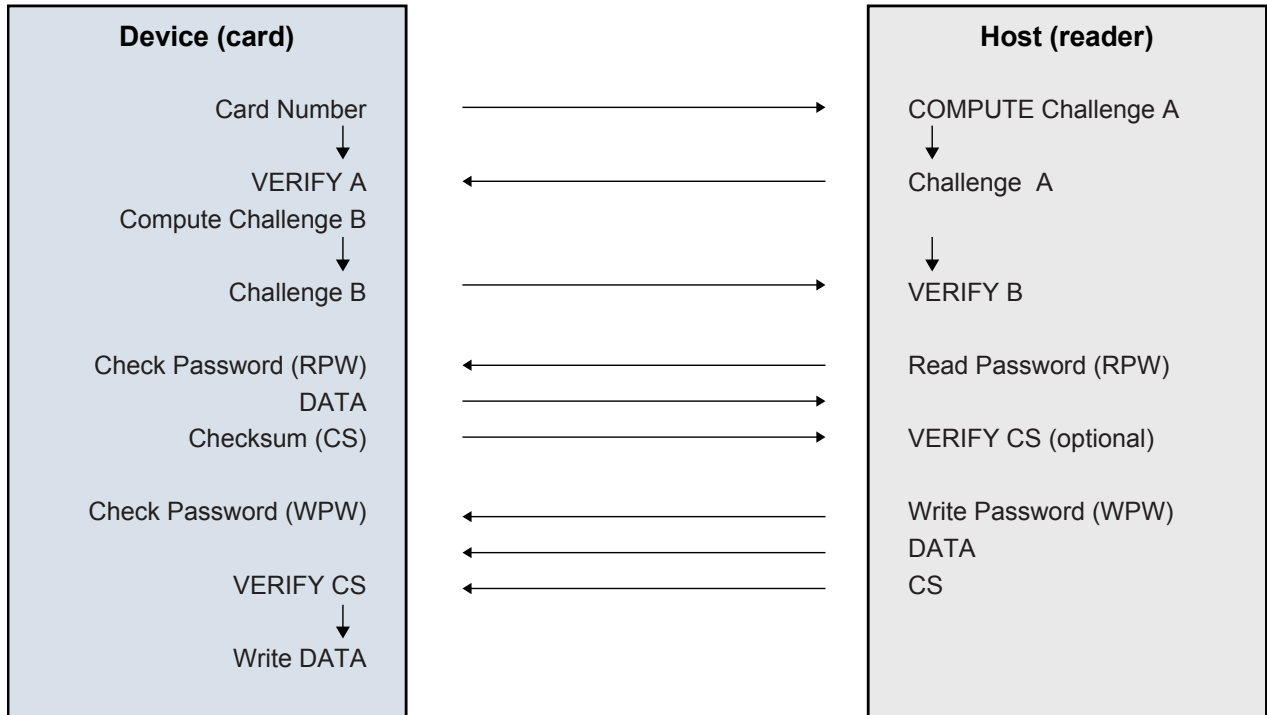 Device (card)
Host (reader)
Card Number
COMPUTE Challenge A
VERIFY A
Challenge A
Compute Challenge B
Challenge B
VERIFY B
Check Password (RPW)
Read Password (RPW)
DATA
Checksum (CS)
VERIFY CS (optional)
Check Password (WPW)
Write Password (WPW)
DATA
VERIFY CS
CS
Write DATA